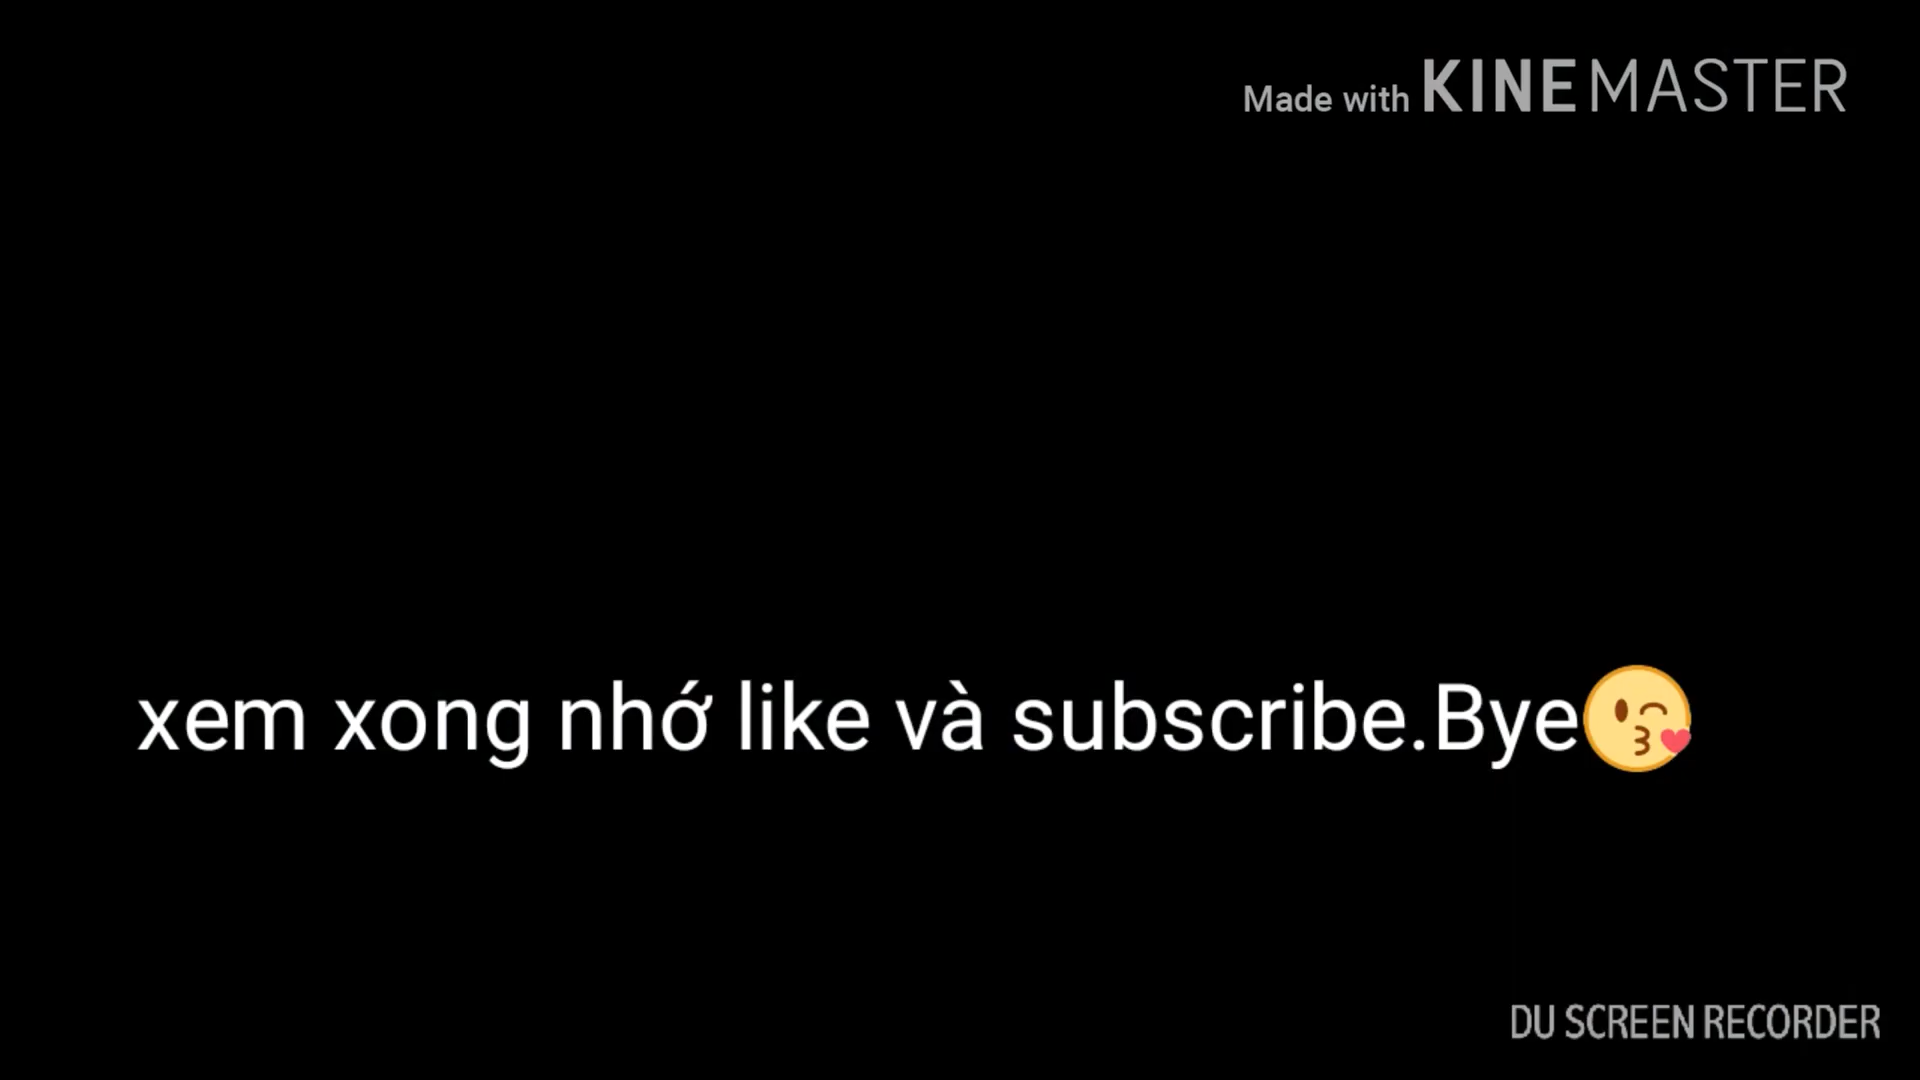 Made with KINEMASTER
xem xong nhớ like và subscribe.Bye😘
DU SCREEN RECORDER